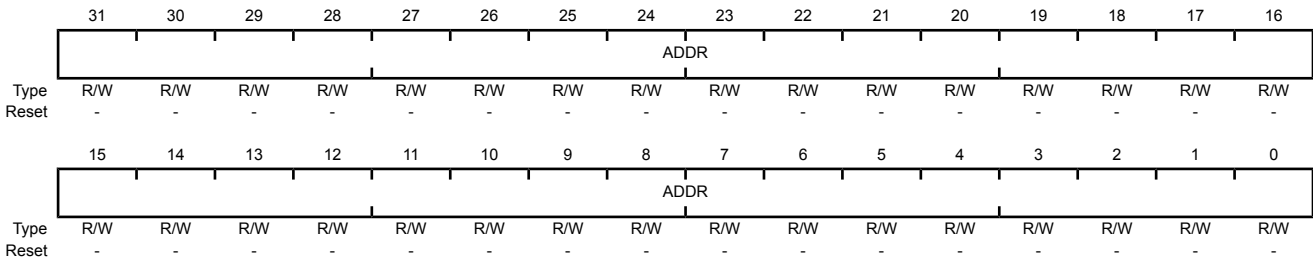 31 30 29 28 27 26 25 24 23 22 21 20 19 18 17 16
ADDR
Type R/W R/W R/W R/W R/W R/W R/W R/W R/W R/W R/W R/W R/W R/W R/W R/W
Reset - - - - - - - - - - - - - - - -
15 14 13 12 11 10 9 8 7 6 5 4 3 2 1 0
ADDR
Type R/W R/W R/W R/W R/W R/W R/W R/W R/W R/W R/W R/W R/W R/W R/W R/W
Reset - - - - - - - - - - - - - - - -